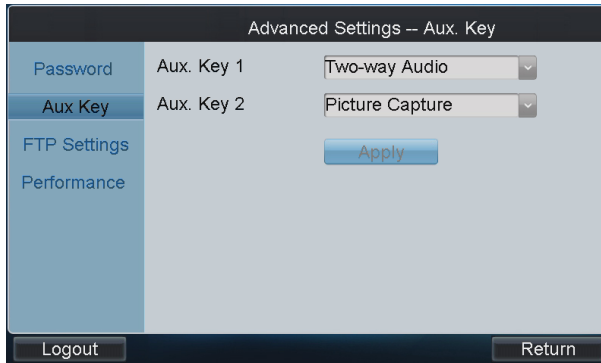 Advanced Settings -- Aux. Key
Password
Aux. Key 1
Two-way Audio
Aux Key
Aux. Key 2
Picture Capture
FTP Settings
Apply
Performance
Logout
Return